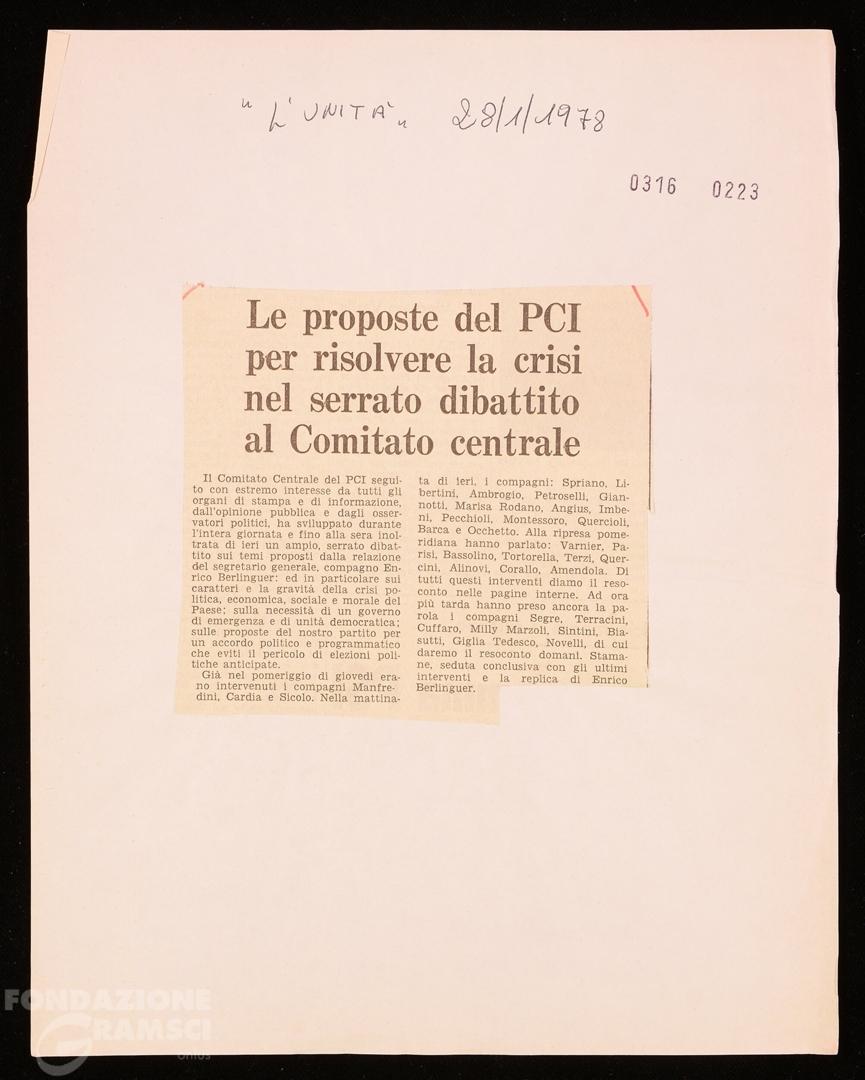 "L'UNITÀ" 28/1/1978
0316 0223
Le proposte del PCI
per risolvere la crisi
nel serrato dibattito
al Comitato centrale
Il Comitato Centrale del PCI segui-
to con estremo interesse da tutti gli
organi di stampa e di informazione,
dall'opinione pubblica e dagli osser-
vatori politici, ha sviluppato durante
l'intera giornata e fino alla sera inol-
trata di ieri un ampio, serrato dibat-
tito sui temi proposti dalla relazione
del segretario generale, compagno En-
rico Berlinguer: ed in particolare sui
caratteri e la gravità della crisi po-
litica, economica, sociale e morale del
Paese; sulla necessità di un governo
di emergenza e di unità democratica;
sulle proposte del nostro partito per
un accordo politico e programmatico
che eviti il pericolo di elezioni poli-
tiche anticipate.
Già nel pomeriggio di giovedì era-
no intervenuti i compagni Manfre-
dini, Cardia e Sicolo. Nella mattina-
ta di ieri, i compagni: Spriano, Li-
bertini, Ambrogio, Petroselli, Gian-
notti, Marisa Rodano, Angius, Imbe-
ni, Pecchioli, Montessoro, Quercioli,
Barca e Occhetto. Alla ripresa pome-
ridiana hanno parlato: Varnier, Pa-
risi, Bassolino, Tortorella, Terzi, Quer-
cini, Alinovi, Corallo, Amendola. Di
tutti questi interventi diamo il reso-
conto nelle pagine interne. Ad ora
più tarda hanno preso ancora la pa-
rola i compagni Segre, Terracini,
Cuffaro, Milly Marzoli, Sintini, Bia-
sutti, Giglia Tedesco, Novelli, di cui
daremo il resoconto domani. Stama-
ne, seduta conclusiva con gli ultimi
interventi e la replica di Enrico
Berlinguer.
FONDAZIONE
GRAMSCI
onlus